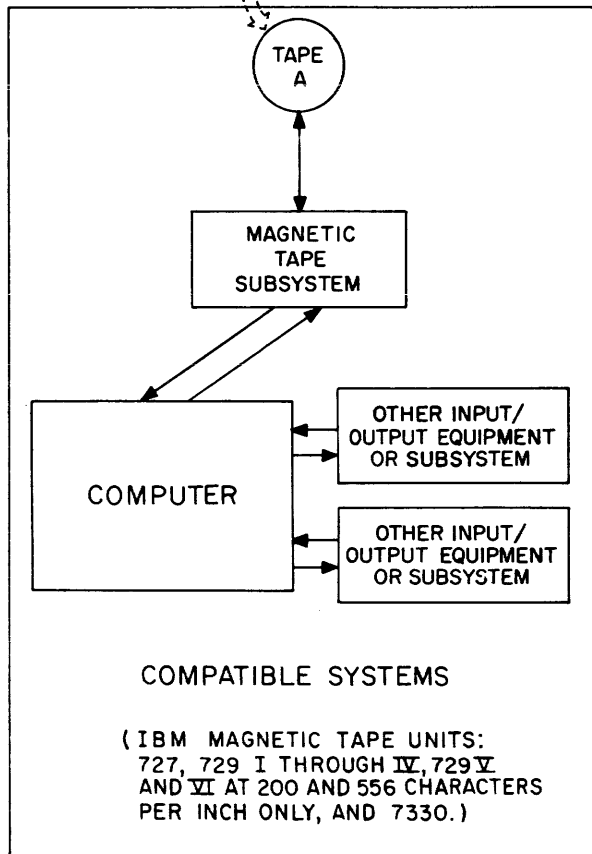 TAPE
A
MAGNETIC
TAPE
SUBSYSTEM
COMPUTER
OTHER INPUT/
OUTPUT EQUIPMENT
OR SUBSYSTEM
OTHER INPUT/
OUTPUT EQUIPMENT
OR SUBSYSTEM
COMPATIBLE SYSTEMS
(IBM MAGNETIC TAPE UNITS:
727, 729 I THROUGH IV, 729 V
AND VI AT 200 AND 556 CHARACTERS
PER INCH ONLY, AND 7330.)